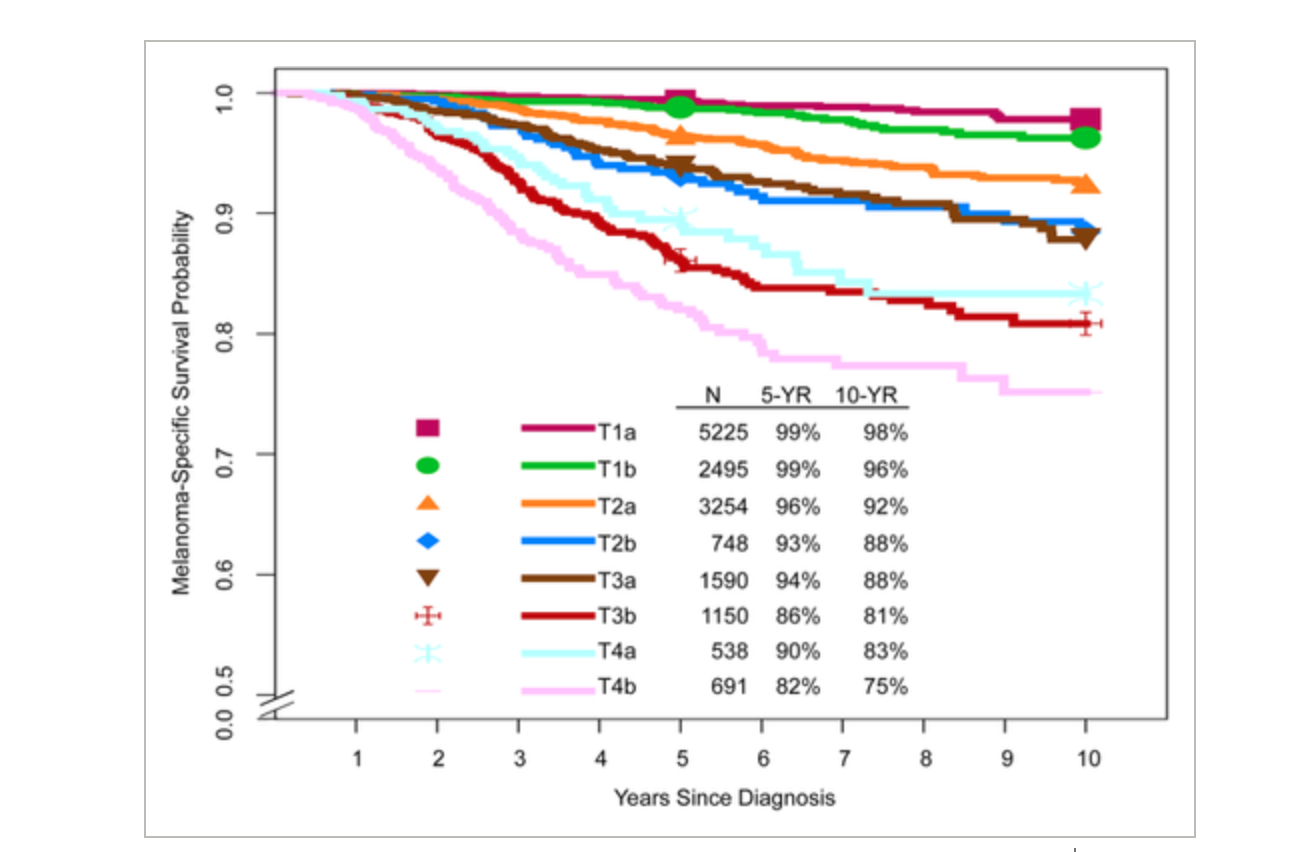 Melanoma-Specific Survival Probability
1.0
0.9
0.8
0.7
0.6
0.5
0.0
N 5-YR 10-YR
T1a 5225 99% 98%
T1b 2495 99% 96%
T2a 3254 96% 92%
T2b 748 93% 88%
T3a 1590 94% 88%
T3b 1150 86% 81%
T4a 538 90% 83%
T4b 691 82% 75%
1 2 3 4 5 6 7 8 9 10
Years Since Diagnosis